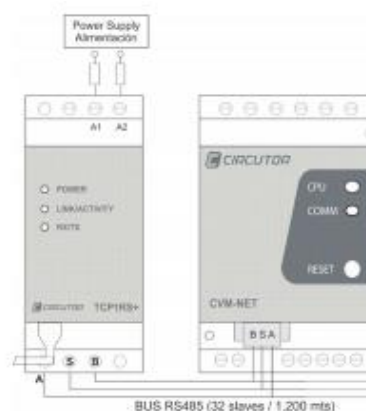 Power Supply
Alimentación
A1 A2
CIRCUTOR
POWER
LINK/ACTIVITY
CPU
COMM
RESET
CIRCUTOR TCP1RS+
CVM-NET
B S A
A S B
BUS RS485 (32 slaves / 1,200 mts)